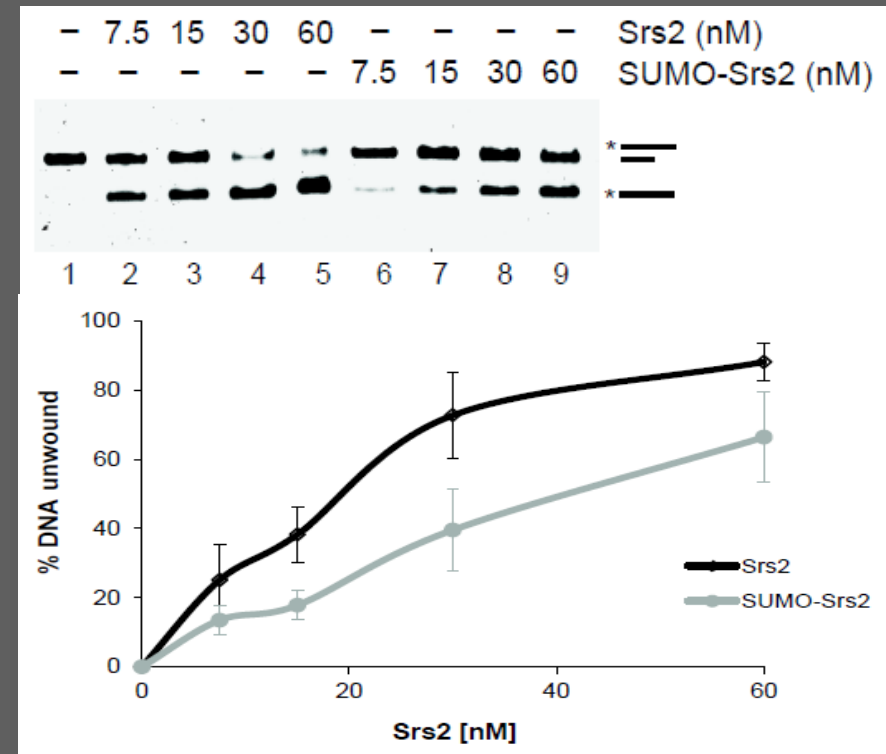 – 7.5 15 30 60 – – – – Srs2 (nM)
– – – – – 7.5 15 30 60 SUMO-Srs2 (nM)
*
*
1 2 3 4 5 6 7 8 9
100
80
60
40
20
0
% DNA unwound
Srs2
SUMO-Srs2
0 20 40 60
Srs2 [nM]